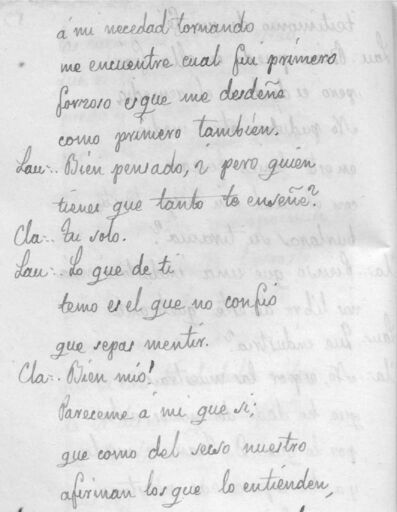 á mi necedad tornando
me encuentre cual fui primero
forzoso es que me desdeñe
como primero tambien.
Lau.. Bien pensado, ¿ pero quien
tienes que tanto te enseñe?
Cla.. Tu solo.
Lau.. Lo que de ti
temo es el que no confio
que sepas mentir.
Cla.. Bien mio!
Pareceme á mi que si;
que como del secso nuestro
afirman los que lo entienden,